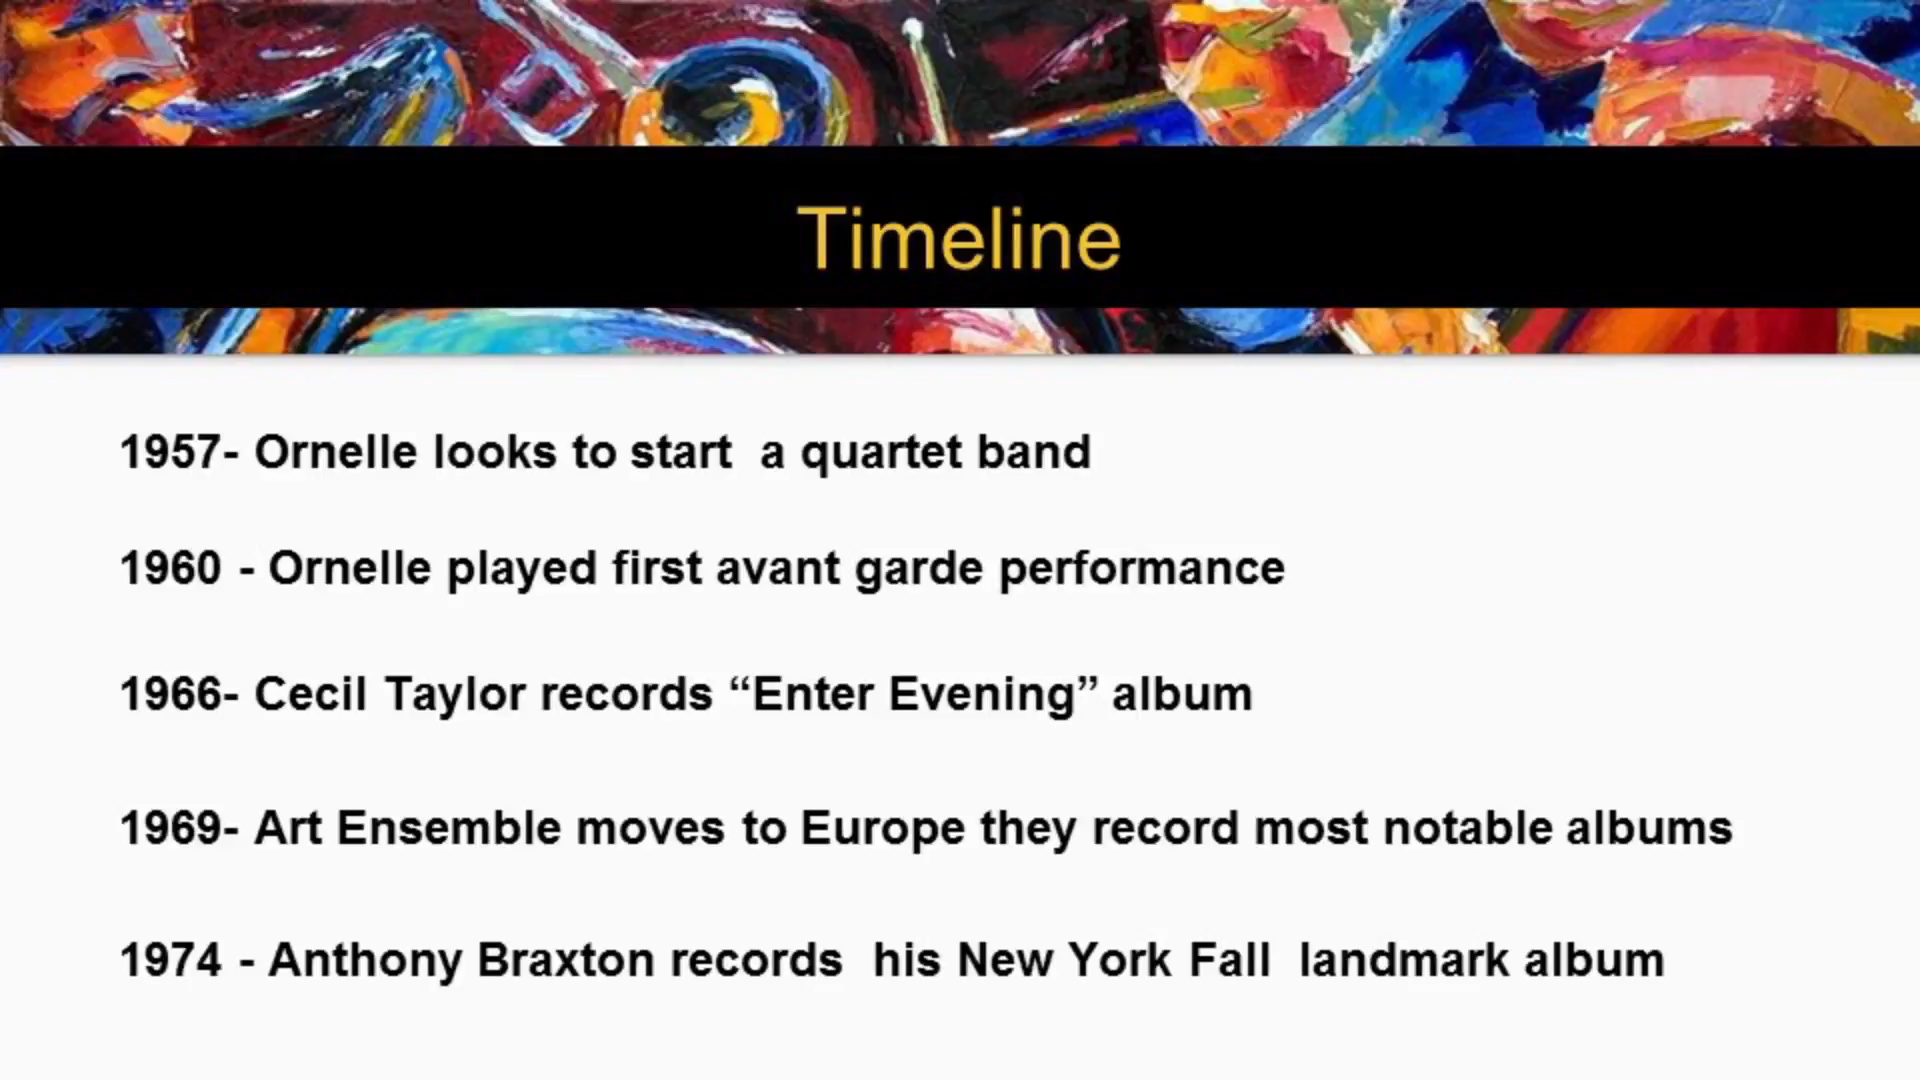 Timeline
1957- Ornelle looks to start  a quartet band
1960 - Ornelle played first avant garde performance
1966- Cecil Taylor records “Enter Evening” album
1969- Art Ensemble moves to Europe they record most notable albums
1974 - Anthony Braxton records  his New York Fall  landmark album